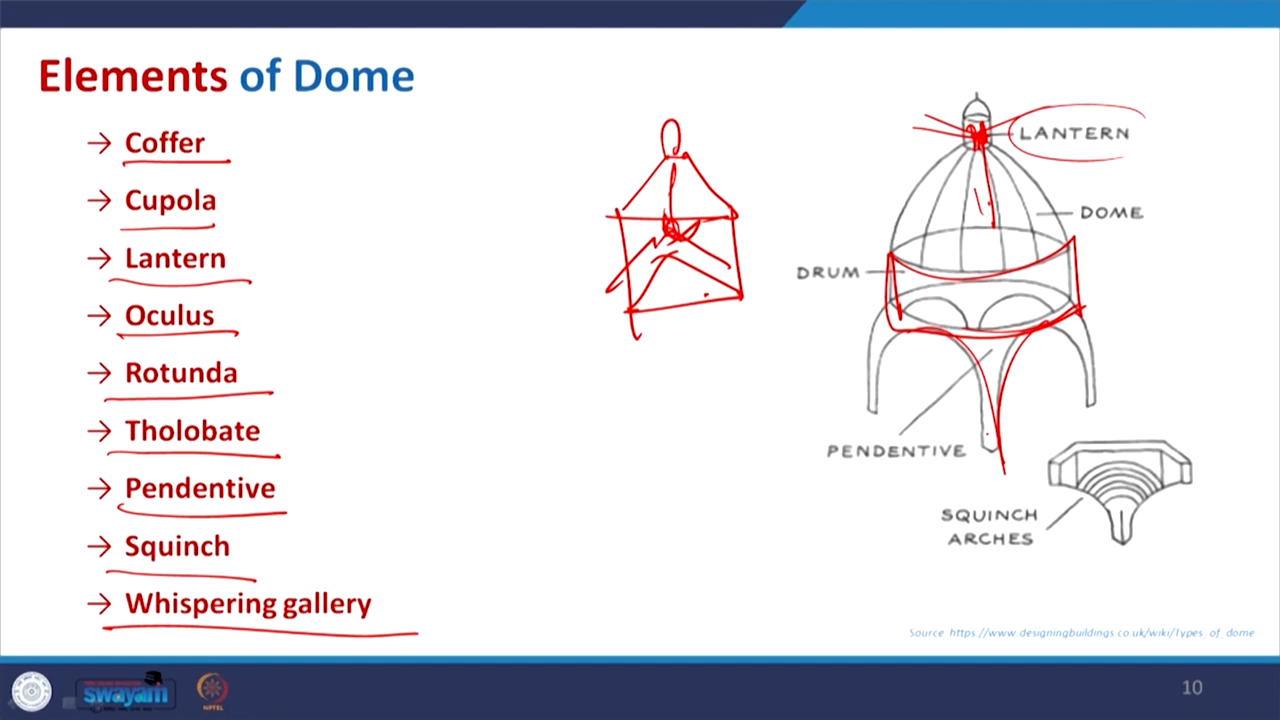 Elements of Dome
→ Coffer
→ Cupola
→ Lantern
→ Oculus
→ Rotunda
→ Tholobate
→ Pendentive
→ Squinch
→ Whispering gallery
LANTERN
DOME
DRUM
PENDENTIVE
SQUINCH
ARCHES
Source https://www.designingbuildings.co.uk/wiki/Types_of_dome
swayam
NPTEL
10